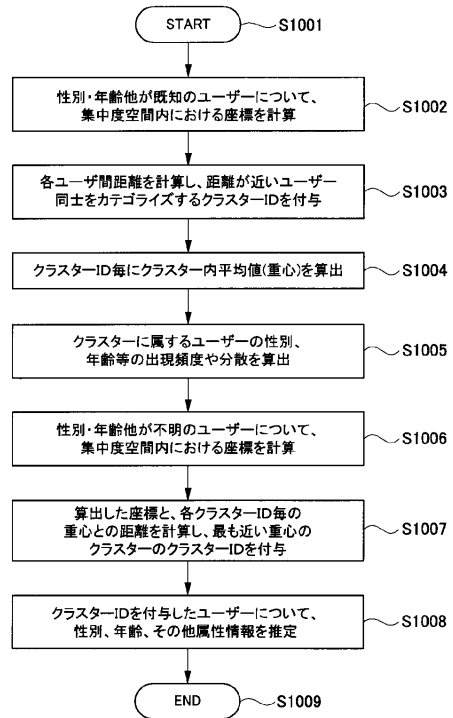 START
S1001
性別・年齢他が既知のユーザーについて、
集中度空間内における座標を計算
S1002
各ユーザ間距離を計算し、距離が近いユーザー
同士をカテゴライズするクラスターIDを付与
S1003
クラスターID毎にクラスター内平均値(重心)を算出
S1004
クラスターに属するユーザーの性別、
年齢等の出現頻度や分散を算出
S1005
性別・年齢他が不明のユーザーについて、
集中度空間内における座標を計算
S1006
算出した座標と、各クラスターID毎の
重心との距離を計算し、最も近い重心の
クラスターのクラスターIDを付与
S1007
クラスターIDを付与したユーザーについて、
性別、年齢、その他属性情報を推定
S1008
END
S1009